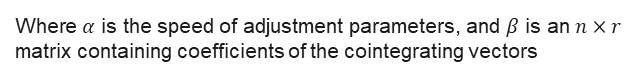 Where α is the speed of adjustment parameters, and β is an n × r
matrix containing coefficients of the cointegrating vectors